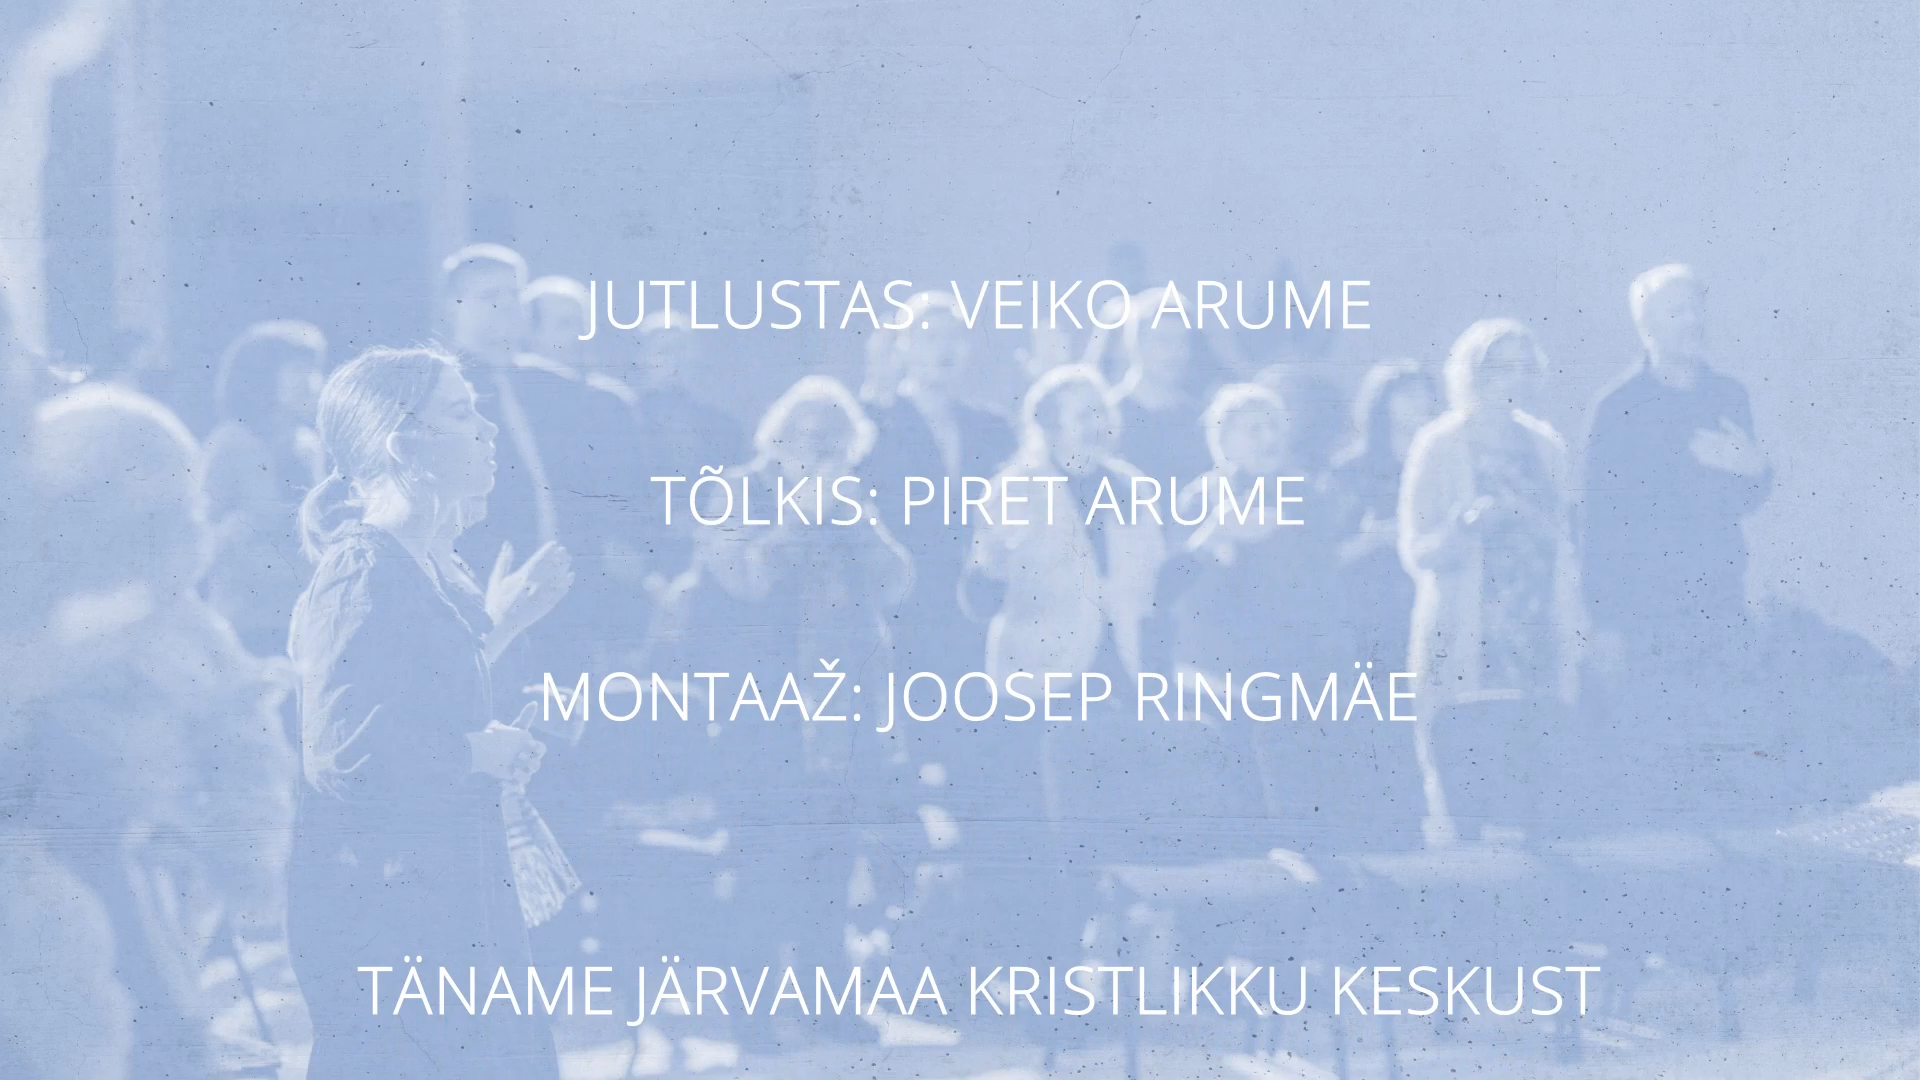 JUTLUSTAS: VEIKO ARUME
TÕLKIS: PIRET ARUME
MONTAAŽ: JOOSEP RINGMÄE
TÄNAME JÄRVAMAA KRISTLIKKU KESKUST